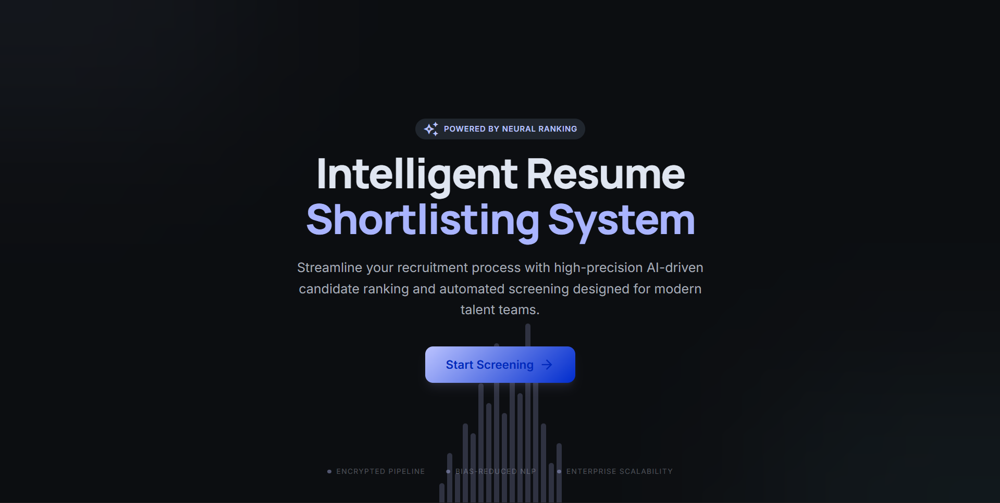 POWERED BY NEURAL RANKING
Intelligent Resume
Shortlisting System
Streamline your recruitment process with high-precision AI-driven
candidate ranking and automated screening designed for modern
talent teams.
Start Screening
ENCRYPTED PIPELINE
BIAS-REDUCED NLP
ENTERPRISE SCALABILITY